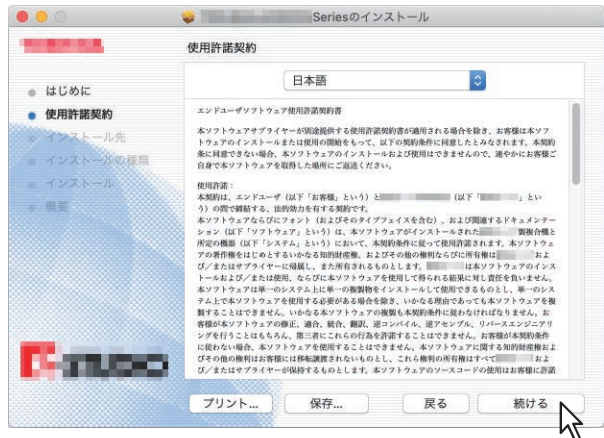 Seriesのインストール
使用許諾契約
日本語
はじめに
使用許諾契約
インストール先
インストールの種類
インストール
概要
エンドユーザソフトウェア使用許諾契約書
本ソフトウェアサプライヤーが別途提供する使用許諾契約書が適用される場合を除き、お客様は本ソフ
トウェアのインストールまたは使用の開始をもって、以下の契約条件に同意したとみなされます。本契約
条に同意できない場合、本ソフトウェアのインストールおよび使用はできませんので、速やかにお客様ご
自身で本ソフトウェアを取得した場所にご返送ください。
使用許諾：
本契約は、エンドユーザ（以下「お客様」という）と以下の （以下「 」とい
う）の間で締結する、法的効力を有する契約です。
本ソフトウェアならびにフォント（およびそのタイプフェイスを含む）、および関連するドキュメンテー
ション（以下「ソフトウェア」という）は、本ソフトウェアがインストールされた 製複合機と
所定の機器（以下「システム」という）において、本契約条件に従って使用許諾されます。本ソフトウェ
アの著作権をはじめとするいかなる知的財産権、およびその他の権利ならびに所有権は およ
び／またはサプライヤーに帰属し、また所有されるものとします。 は本ソフトウェアのインス
トールおよび／または使用、ならびに本ソフトウェアを使用して得られる結果に対し責任を負いません。
本ソフトウェアは単一のシステム上に単一の複製物をインストールして使用できるものとし、単一のシス
テム上で本ソフトウェアを使用する必要がある場合を除き、いかなる理由であっても本ソフトウェアを複
製することはできません。いかなる本ソフトウェアの複製も本契約条件に従わなければなりません。お
客様が本ソフトウェアの修正、適合、統合、翻訳、逆コンパイル、逆アセンブル、リバースエンジニアリ
ングを行うことはもちろん、第三者にこれらの行為を許諾することはできません。お客様が本契約条件
に従わない場合、本ソフトウェアを使用することはできません。本ソフトウェアに関する知的財産権およ
びその他の権利はお客様には移転譲渡されないものとし、これら権利の所有権はすべて およ
び／またはサプライヤーが保持するものとします。本ソフトウェアのソースコードの使用はお客様に許諾
プリント... 保存... 戻る 続ける